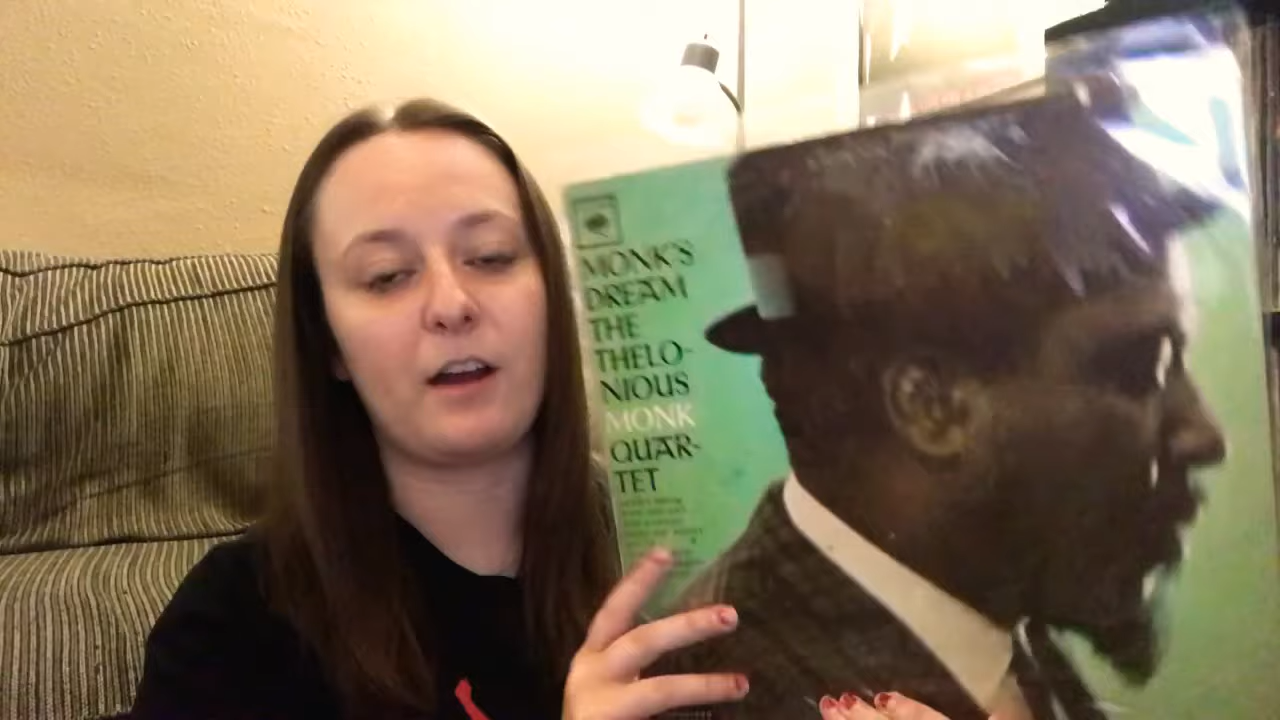 MONK'S
DREAM
THE
THELO-
NIOUS
MONK
QUAR-
TET